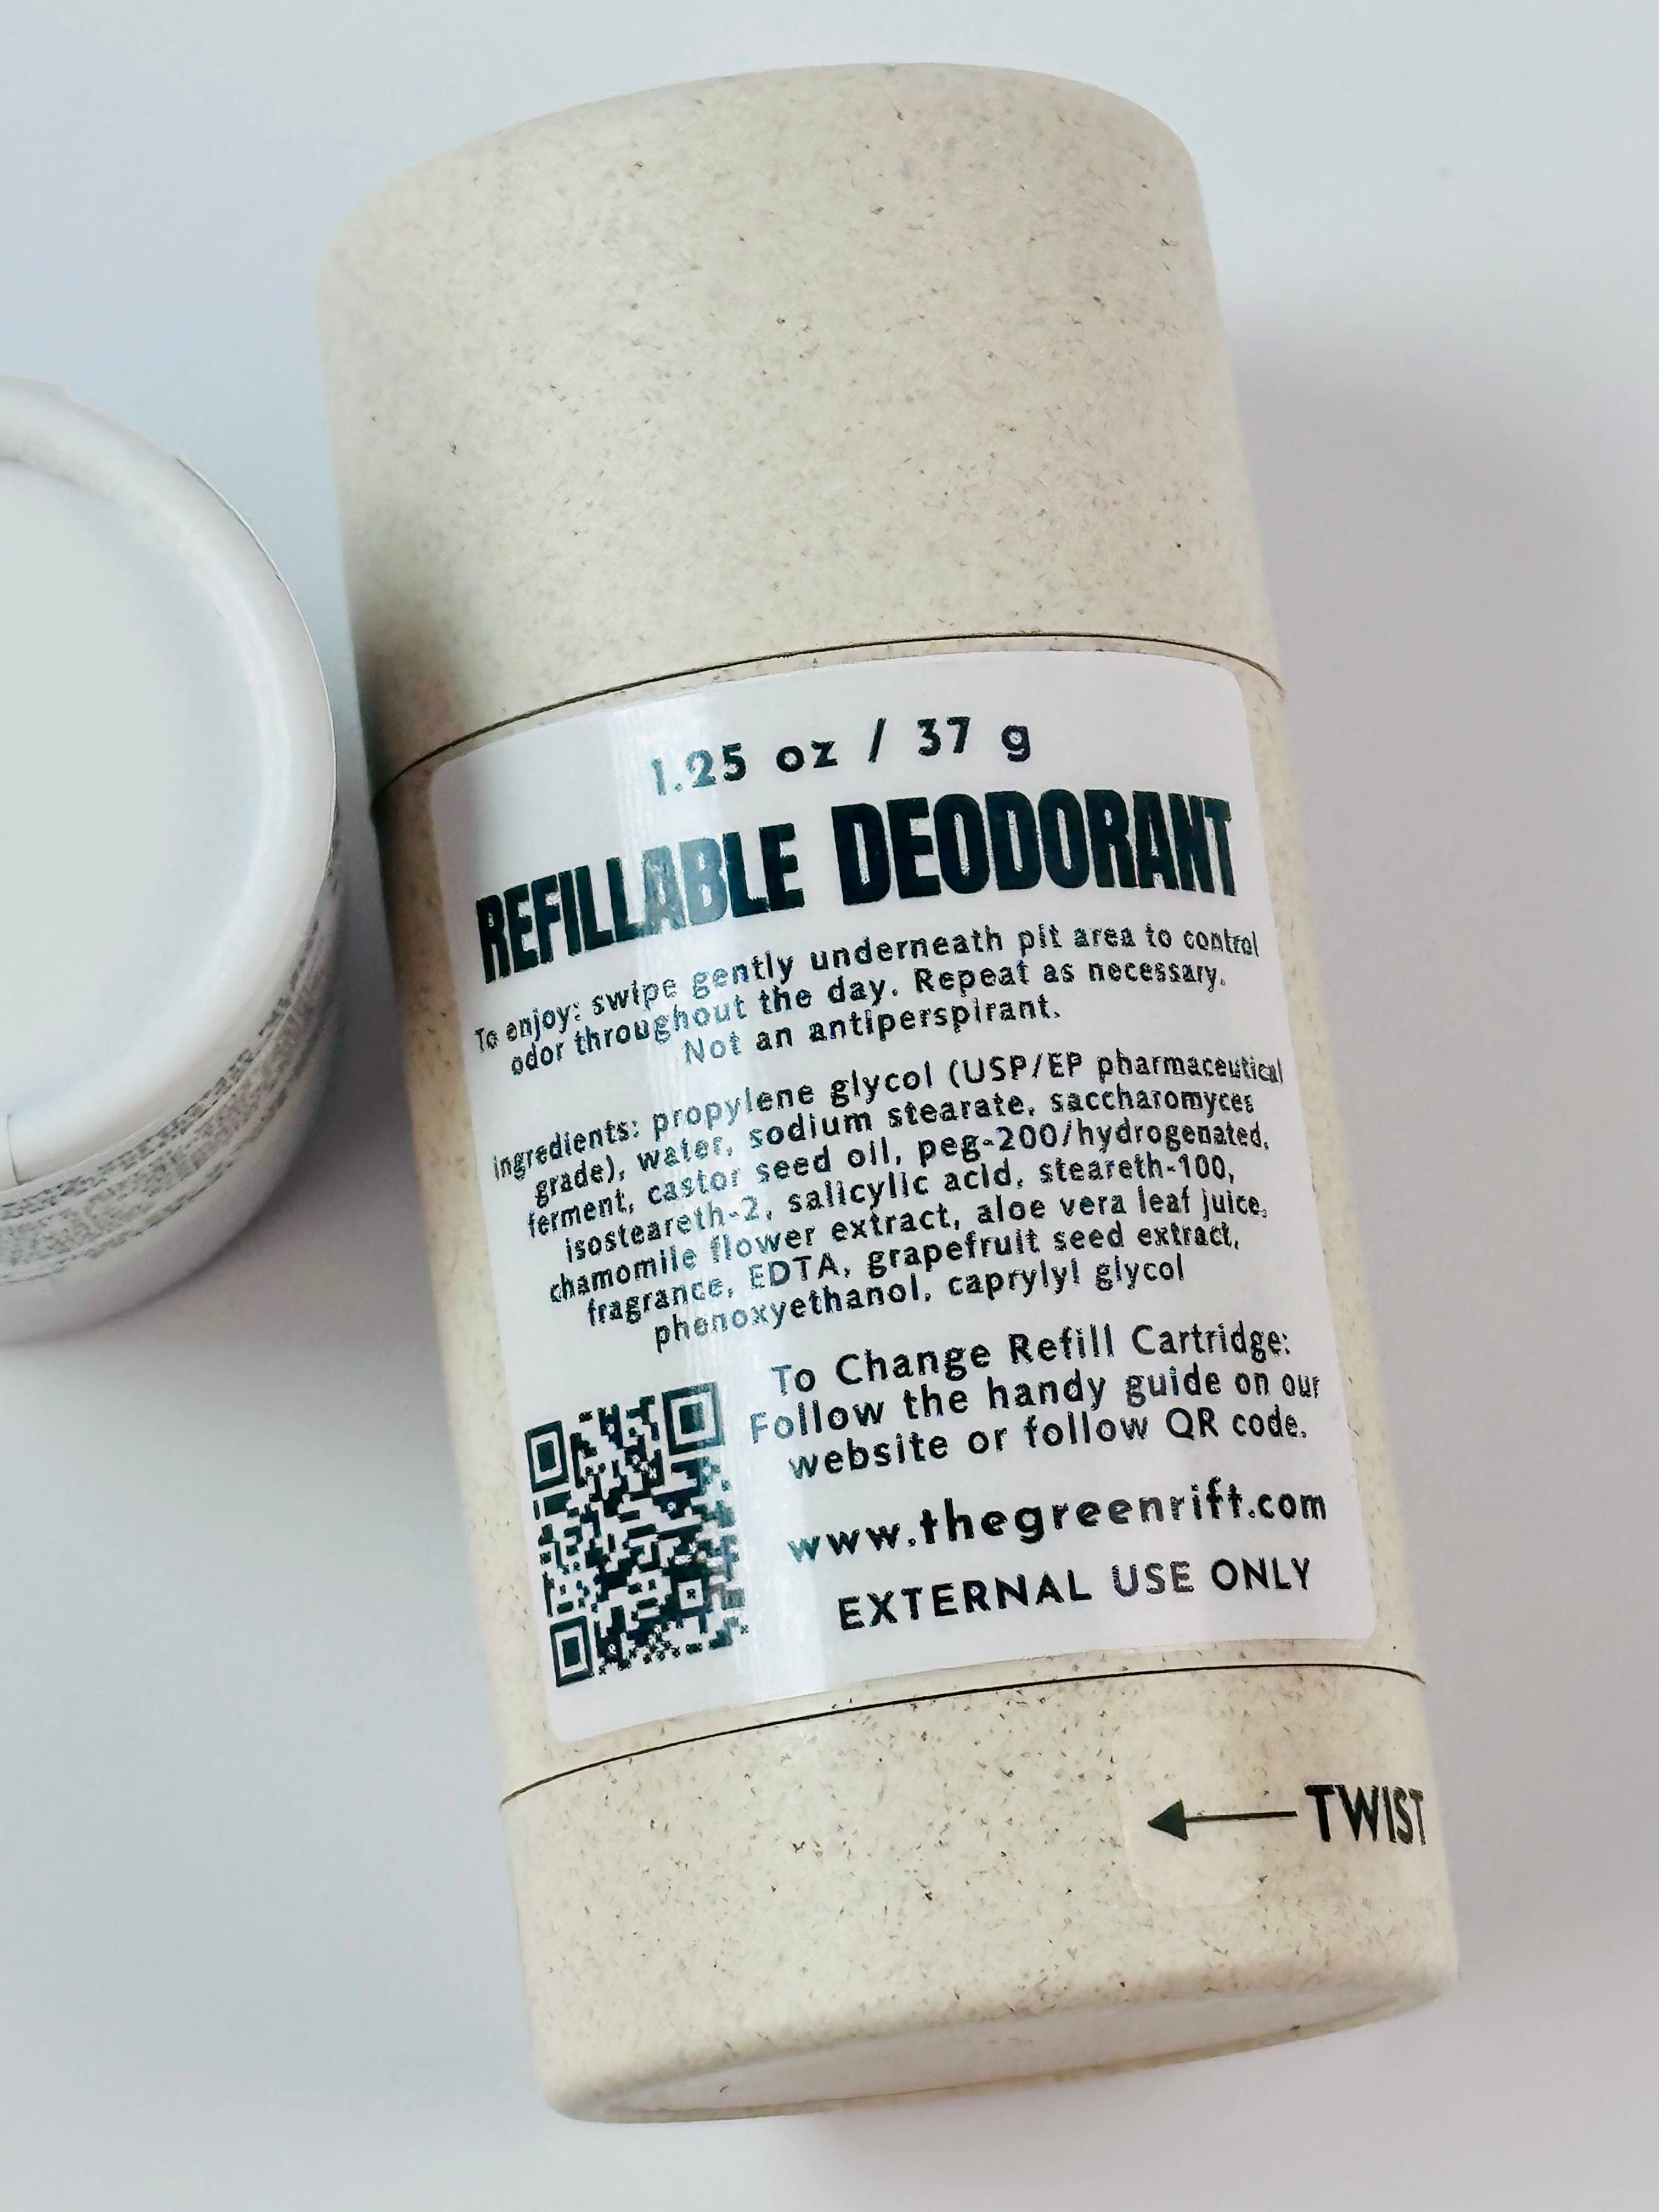 1.25 oz / 37 g
REFILLABLE DEODORANT
To enjoy: swipe gently underneath pit area to control
odor throughout the day. Repeat as necessary.
Not an antiperspirant.
ingredients: propylene glycol (USP/EP pharmaceutical
grade), water, sodium stearate, saccharomyces
ferment, castor seed oil, peg-200/hydrogenated,
isosteareth-2, salicylic acid, steareth-100,
chamomile flower extract, aloe vera leaf juice,
fragrance, EDTA, grapefruit seed extract,
phenoxyethanol, caprylyl glycol
To Change Refill Cartridge:
Follow the handy guide on our
website or follow QR code.
www.thegreenrift.com
EXTERNAL USE ONLY
TWIST